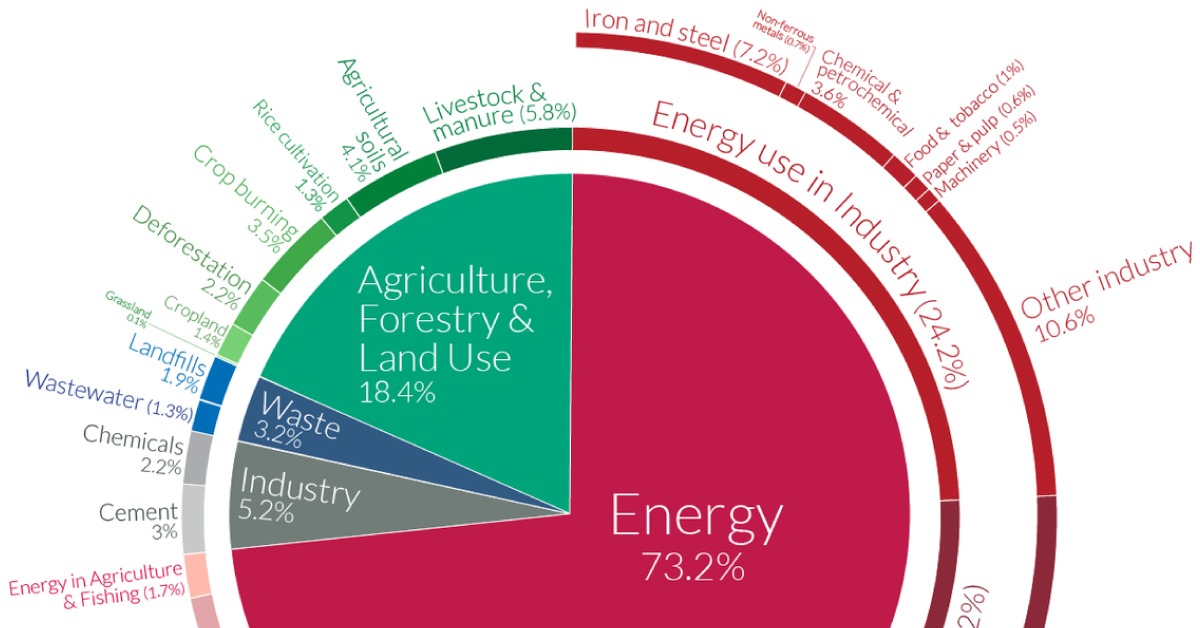 Iron and steel (7.2%)
Non-ferrous
metals (0.7%)
Chemical &
petrochemical
3.6%
Food & tobacco (1%)
Paper & pulp (0.6%)
Machinery (0.5%)
Other industry
10.6%
Energy use in Industry (24.2%)
2%)
Livestock &
manure (5.8%)
Agricultural
soils
4.1%
Rice cultivation
1.3%
Crop burning
3.5%
Deforestation
2.2%
Cropland
1.4%
Grassland
0.1%
Landfills
1.9%
Wastewater (1.3%)
Chemicals
2.2%
Cement
3%
Energy in Agriculture
& Fishing (1.7%)
Agriculture,
Forestry &
Land Use
18.4%
Waste
3.2%
Industry
5.2%
Energy
73.2%